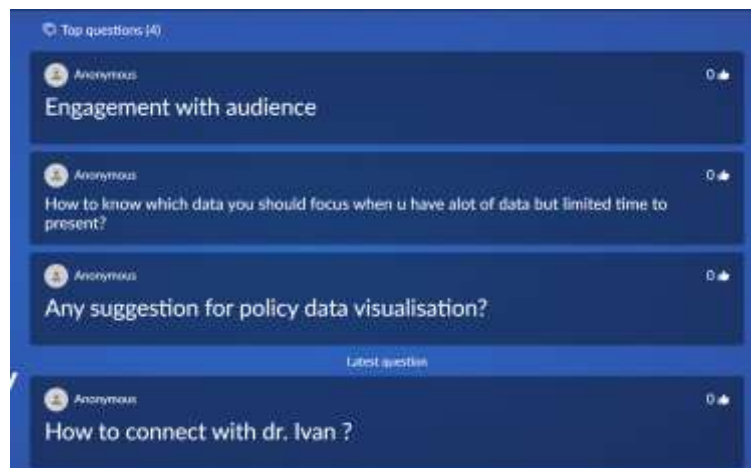 Top questions (4)
Anonymous
0
Engagement with audience
Anonymous
0
How to know which data you should focus when u have alot of data but limited time to
present?
Anonymous
0
Any suggestion for policy data visualisation?
Latest question
Anonymous
0
How to connect with dr. Ivan ?